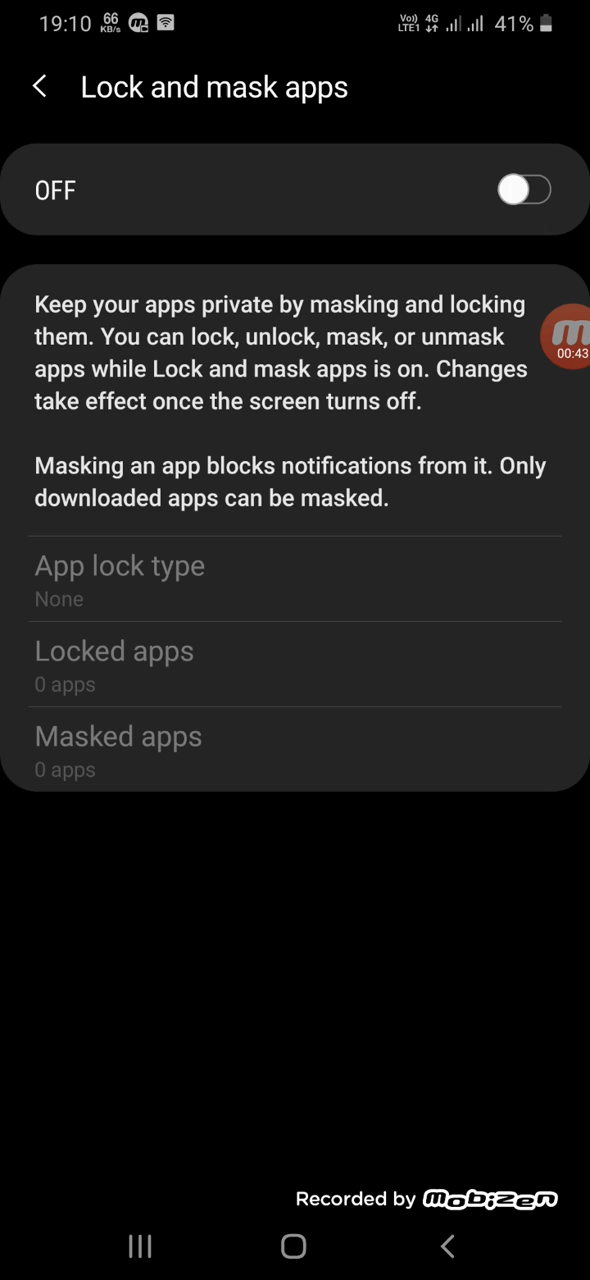 19:10 66 KB/s Vo)) LTE1 4G 41%
Lock and mask apps
OFF
Keep your apps private by masking and locking
them. You can lock, unlock, mask, or unmask
apps while Lock and mask apps is on. Changes
take effect once the screen turns off.
00:43
Masking an app blocks notifications from it. Only
downloaded apps can be masked.
App lock type
None
Locked apps
0 apps
Masked apps
0 apps
Recorded by mobizen